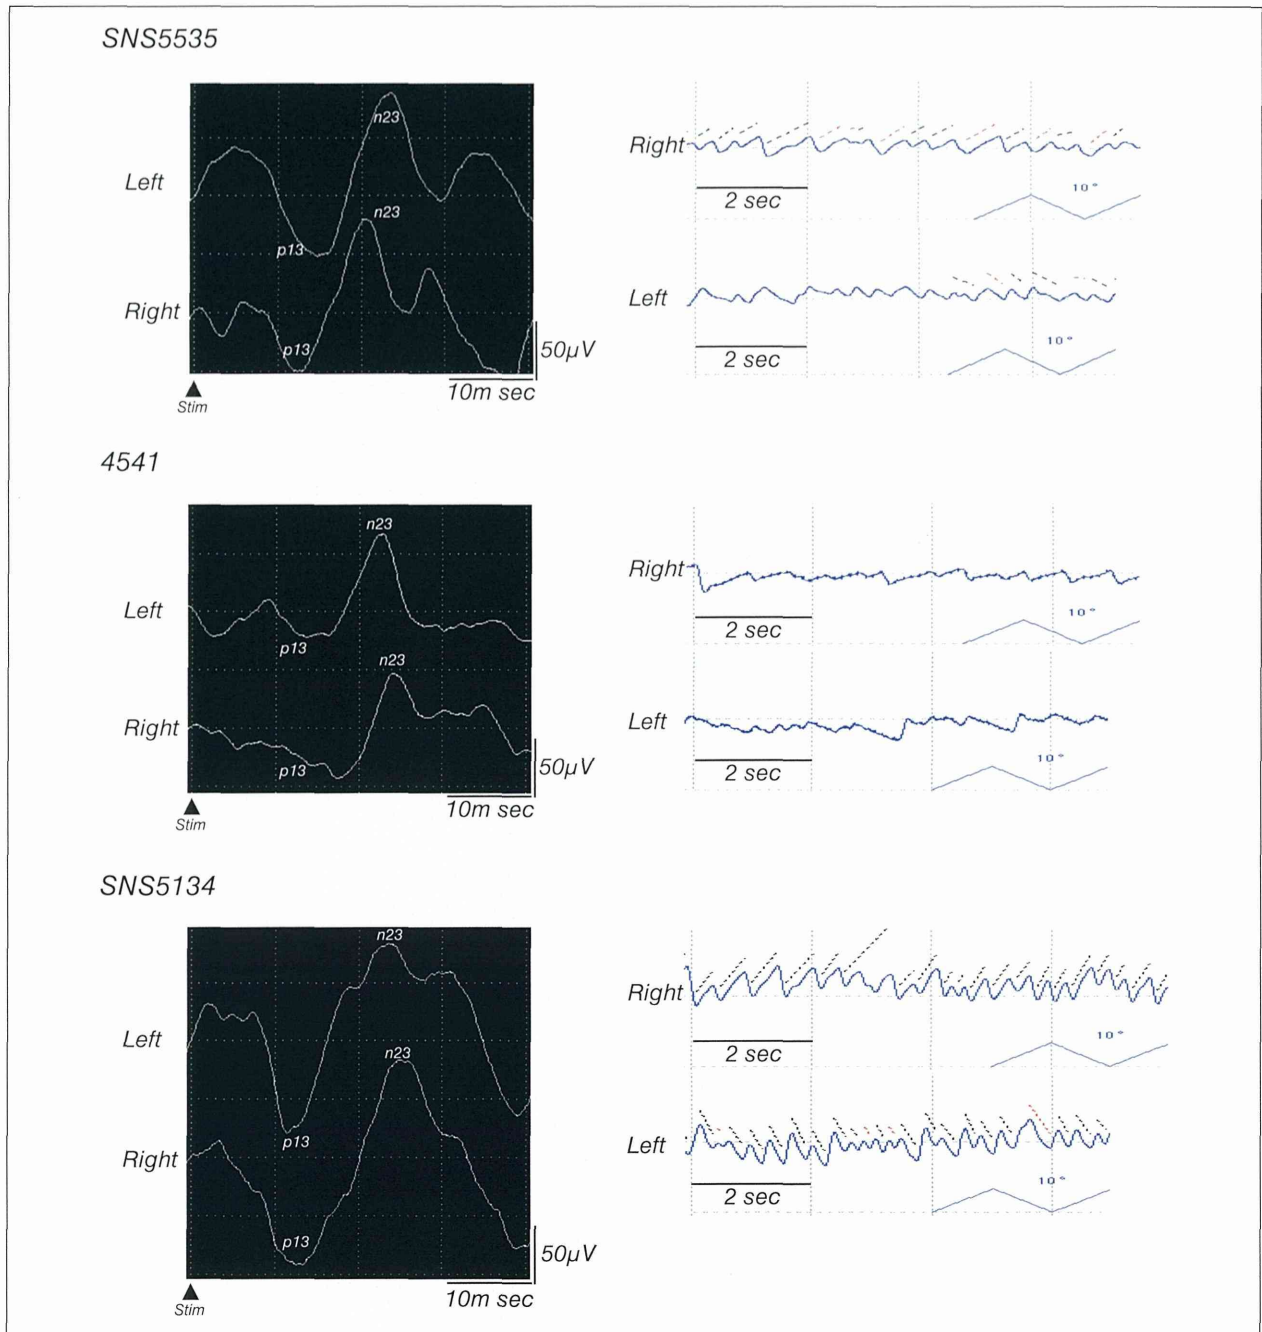 SNS5535
Left
Right
n23
n23
p13
p13
50μV
10m sec
Stim
Right
2 sec
10°
Left
2 sec
10°
4541
Left
Right
n23
p13
n23
p13
50μV
10m sec
Stim
Right
2 sec
10°
Left
2 sec
10°
SNS5134
Left
Right
n23
p13
n23
p13
50μV
10m sec
Stim
Right
2 sec
10°
Left
2 sec
10°